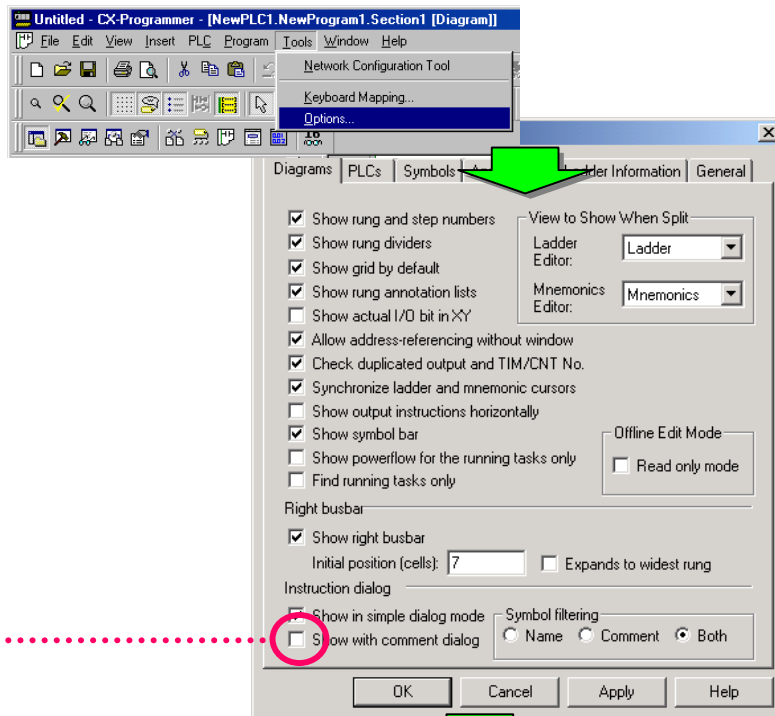 Untitled - CX-Programmer - [NewPLC1.NewProgram1.Section1 [Diagram]]
File Edit View Insert PLC Program Tools Window Help
Network Configuration Tool
Keyboard Mapping...
Options...
16
Diagrams PLCs Symbols Information General
Show rung and step numbers
Show rung dividers
Show grid by default
Show rung annotation lists
Show actual I/O bit in XY
Allow address-referencing without window
Check duplicated output and TIM/CNT No.
Synchronize ladder and mnemonic cursors
Show output instructions horizontally
Show symbol bar
Show powerflow for the running tasks only
Find running tasks only
View to Show When Split
Ladder
Editor:
Ladder
Mnemonics
Editor:
Mnemonics
Offline Edit Mode
Read only mode
Right busbar
Show right busbar
Initial position (cells): 7 Expands to widest rung
Instruction dialog
Show in simple dialog mode
Show with comment dialog
Symbol filtering
Name Comment Both
OK Cancel Apply Help